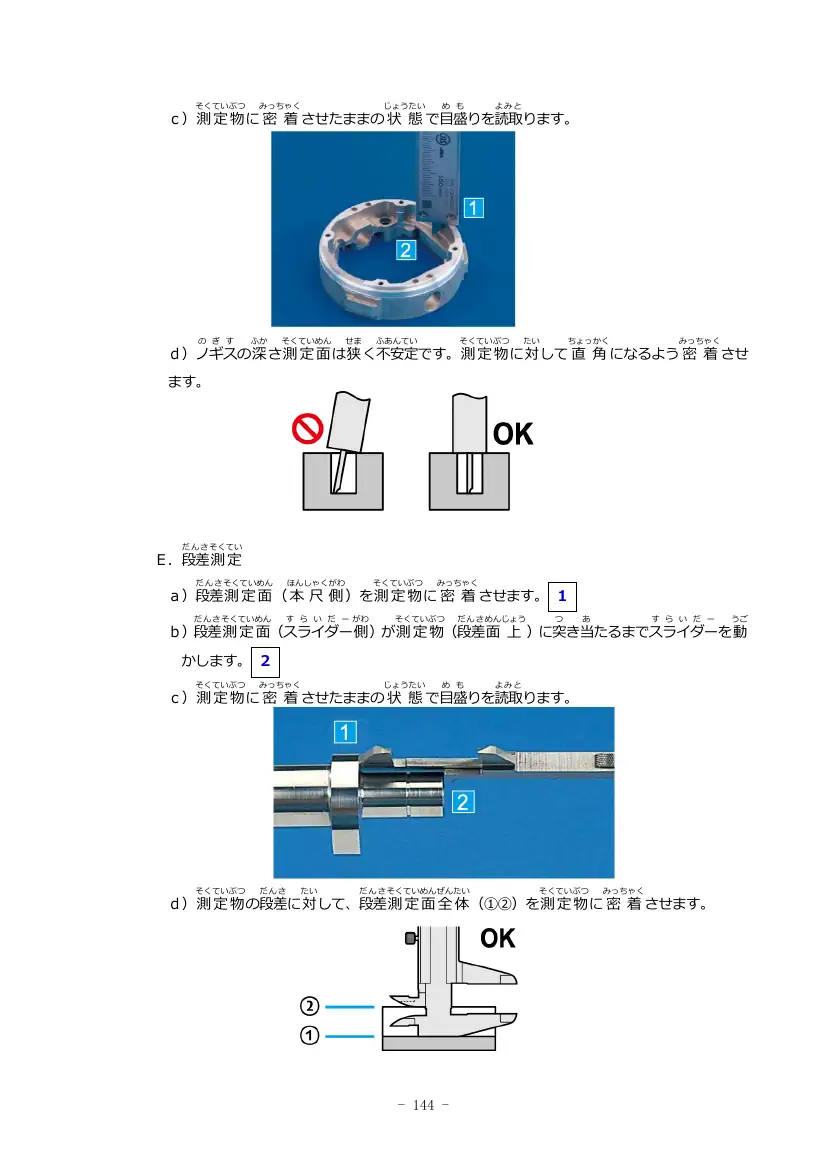 そくていぶつ みっちゃく じょうたい めも よみと
c）測定物に密着させたままの状態で目盛りを読取ります。
150
1
2
のぎす ふか そくていめん せま ふあんてい そくていぶつ たい ちょっかく みっちゃく
d）ノギスの深さ測定面は狭く不安定です。測定物に対して直角になるよう密着させ
ます。
OK
だんさそくてい
E．段差測定
だんさそくていめん ほんしゃくがわ そくていぶつ みっちゃく
a）段差測定面（本尺側）を測定物に密着させます。 1
だんさそくていめん すらいだーがわ そくていぶつ だんさめんじょう つ あ すらいだー うご
b）段差測定面（スライダー側）が測定物（段差面上）に突き当たるまでスライダーを動
かします。 2
そくていぶつ みっちゃく じょうたい めも よみと
c）測定物に密着させたままの状態で目盛りを読取ります。
1
2
そくていぶつ だんさ たい だんさそくていめんぜんたい そくていぶつ みっちゃく
d）測定物の段差に対して、段差測定面全体（①②）を測定物に密着させます。
OK
②
①
- 144 -